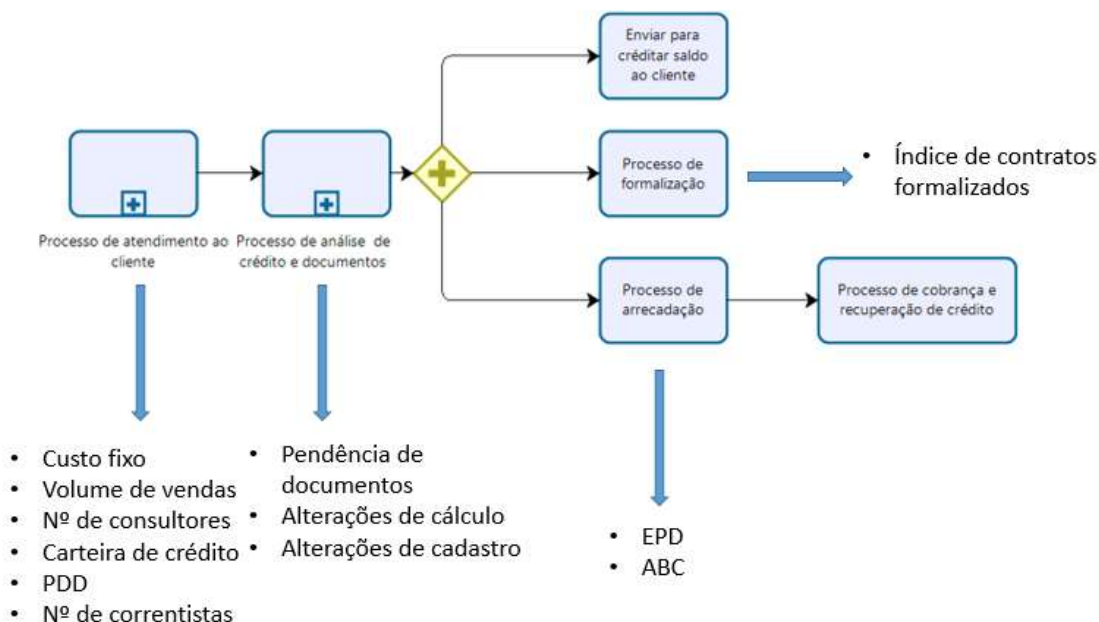 Enviar para
créditar saldo
ao cliente
Processo de atendimento ao
cliente
Processo de análise de
crédito e documentos
Processo de
formalização
• Índice de contratos
formalizados
Processo de
arrecadação
Processo de cobrança e
recuperação de crédito
• Custo fixo
• Volume de vendas
• Nº de consultores
• Carteira de crédito
• PDD
• Nº de correntistas
• Pendência de
documentos
• Alterações de cálculo
• Alterações de cadastro
• EPD
• ABC